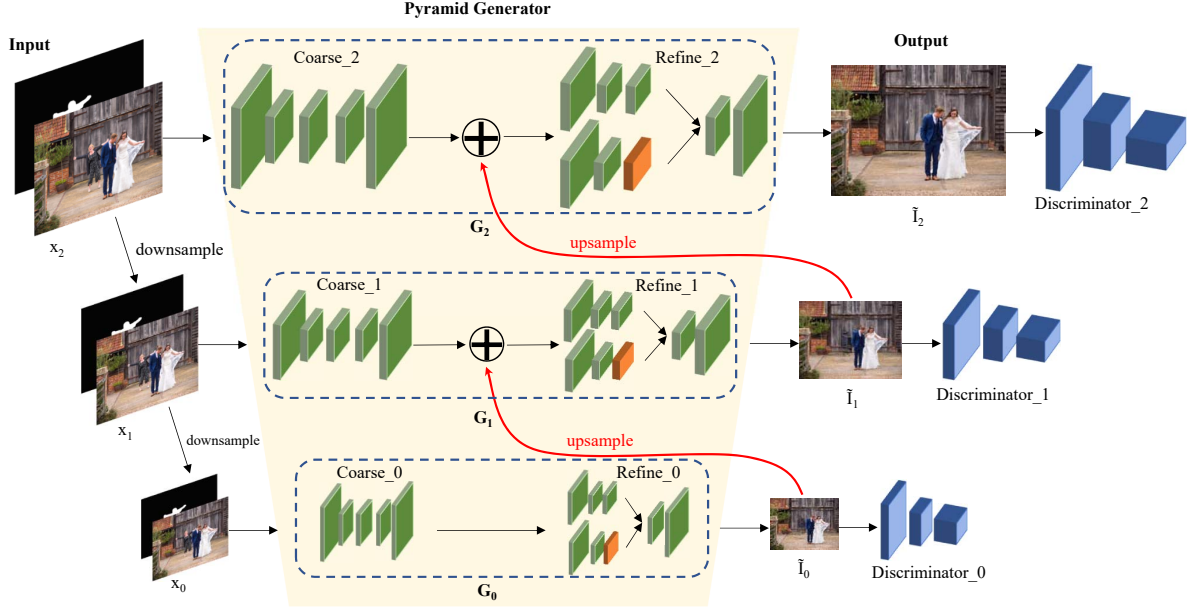 Pyramid Generator
Input
Output
Coarse_2
Refine_2
x₂
G₂
Ĩ₂
Discriminator_2
downsample
upsample
Coarse_1
Refine_1
x₁
G₁
Ĩ₁
Discriminator_1
downsample
upsample
Coarse_0
Refine_0
x₀
G₀
Ĩ₀
Discriminator_0